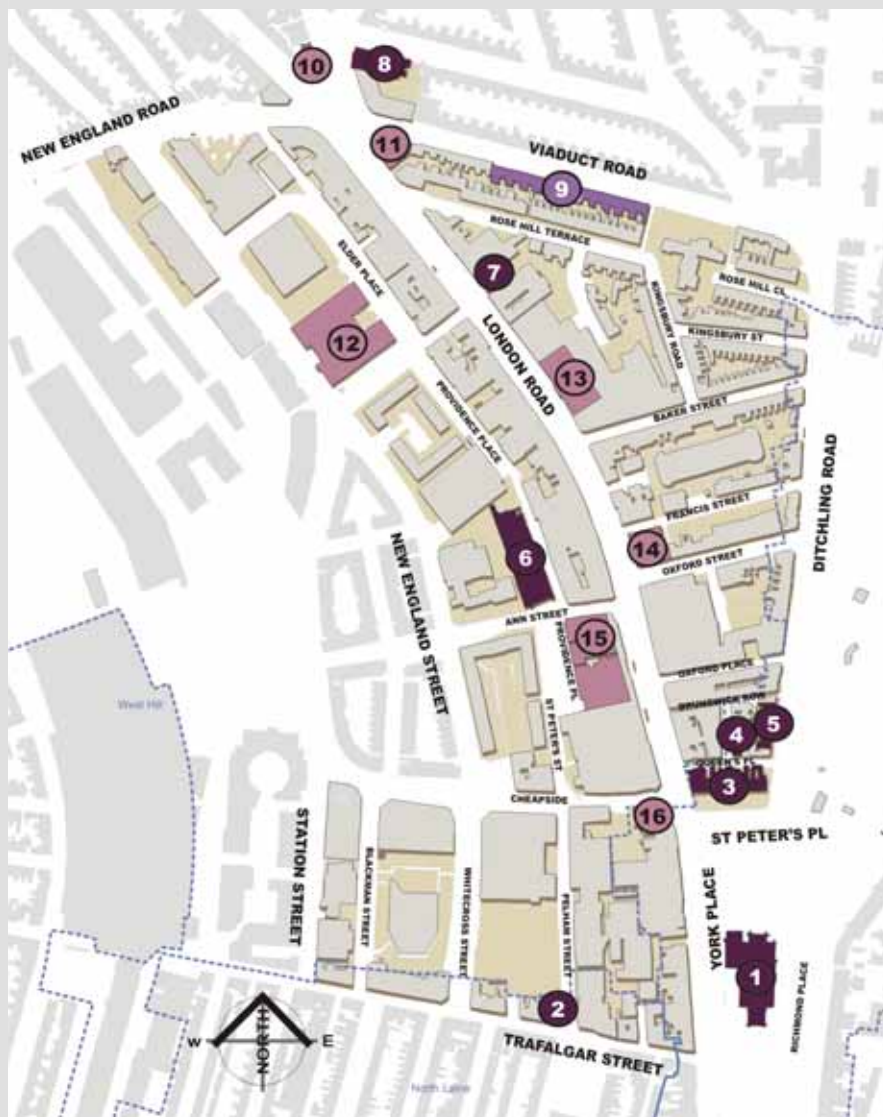 10
8
NEW ENGLAND ROAD
11
VIADUCT ROAD
9
ROSE HILL TERRACE
7
ELDER PLACE
ROSE HILL CL
KINGSBURY ROAD
KINGSBURY ST
12
LONDON ROAD
13
PROVIDENCE PLACE
BAKER STREET
DITCHLING ROAD
FRANCIS STREET
14
OXFORD STREET
6
NEW ENGLAND STREET
ANN STREET
15
PROVIDENCE PL
OXFORD PLACE
BRUNSWICK ROW
West Hill
4
5
ST PETER'S ST
QUEEN'S PL
3
CHEAPSIDE
16
ST PETER'S PL
STATION STREET
BLACKMAN STREET
WHITECROSS STREET
PELHAM STREET
YORK PLACE
1
RICHMOND PLACE
2
TRAFALGAR STREET
W
E
NORTH
North Laine